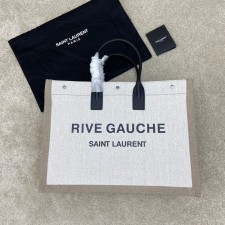 SAINT LAURENT
PARIS
RIVE GAUCHE
SAINT LAURENT